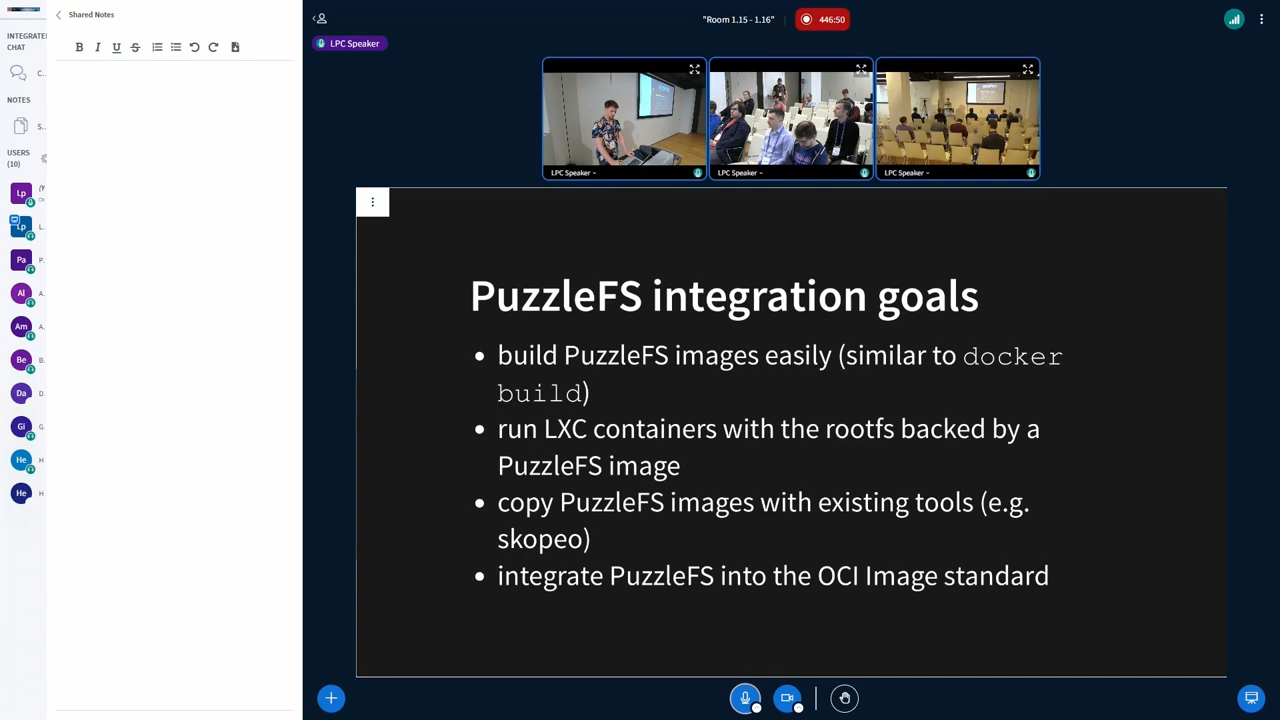 Shared Notes
INTEGRATE
CHAT
C..
NOTES
S..
USERS
(10)
Lp
Lp
L..
Pa
P.
Al
A.
Am
A.
Be
B.
Da
D.
Gi
G.
He
H
He
H
B I U S
"Room 1.15 - 1.16"
446:50
LPC Speaker
LPC Speaker
LPC Speaker
LPC Speaker
PuzzleFS integration goals
• build PuzzleFS images easily (similar to docker
build)
• run LXC containers with the rootfs backed by a
PuzzleFS image
• copy PuzzleFS images with existing tools (e.g.
skopeo)
• integrate PuzzleFS into the OCI Image standard